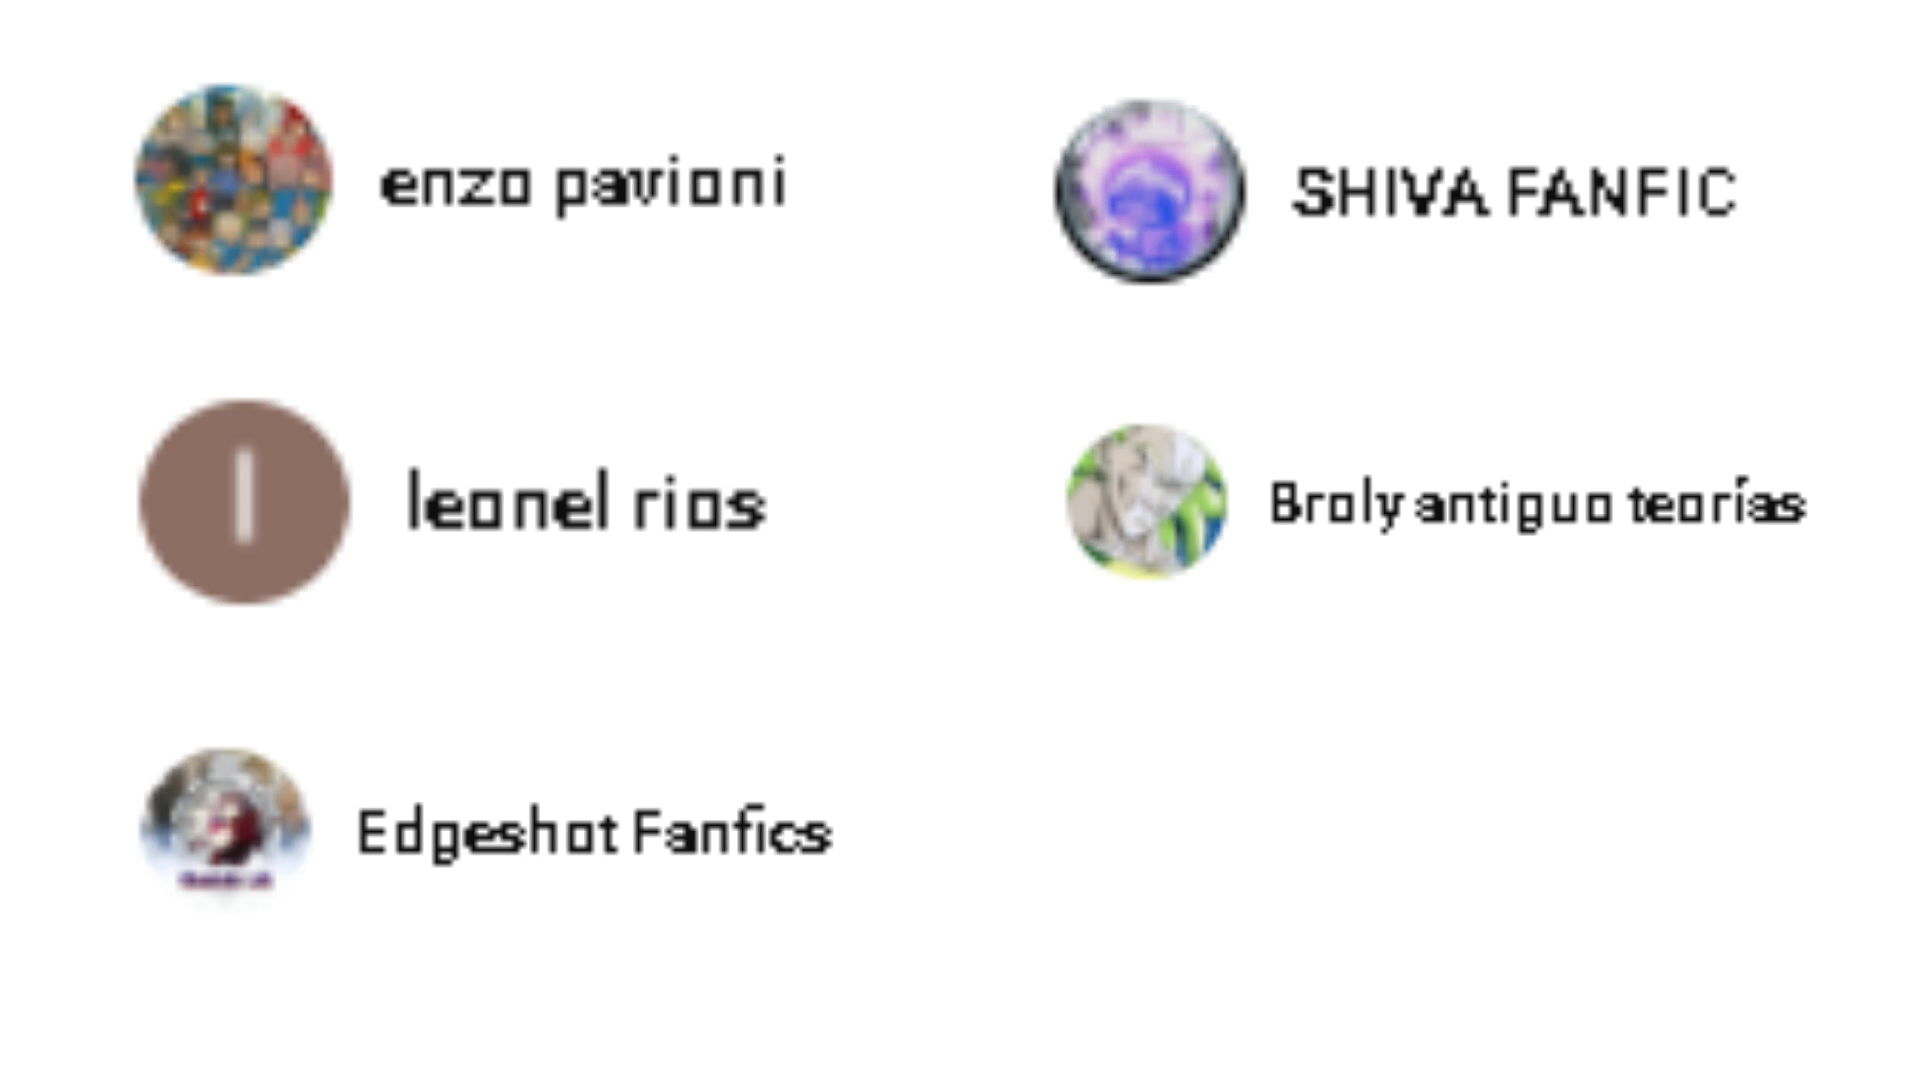 enzo pavioni
SHIVA FANFIC
l
leonel rios
Broly antiguo teorías
Edgeshot Fanfics